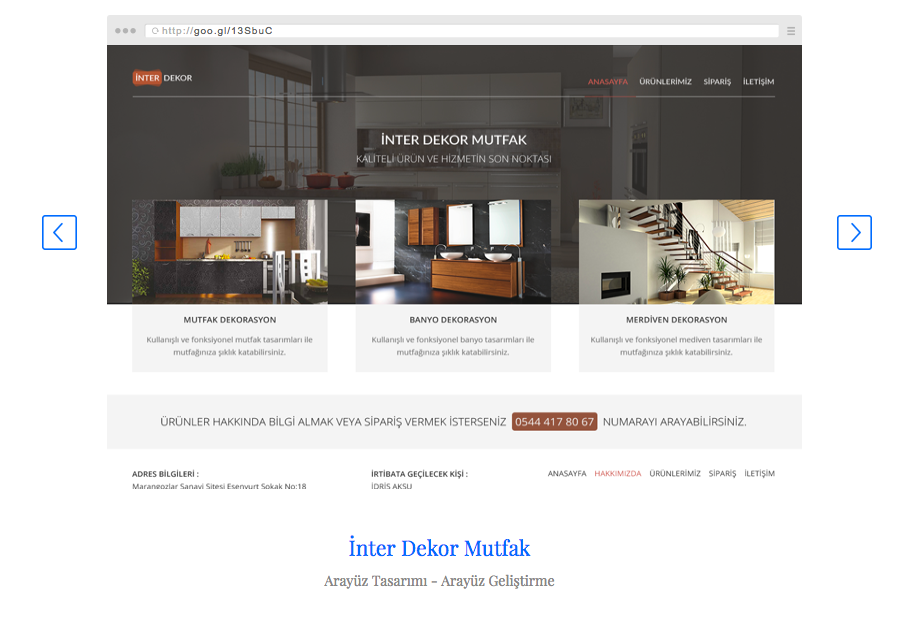 http://goo.gl/13SbuC
İNTER DEKOR
ANASAYFA ÜRÜNLERİMİZ SİPARİŞ İLETİŞİM
İNTER DEKOR MUTFAK
KALİTELİ ÜRÜN VE HİZMETİN SON NOKTASI
MUTFAK DEKORASYON
Kullanışlı ve fonksiyonel mutfak tasarımları ile
mutfağınıza şıklık katabilirsiniz.
BANYO DEKORASYON
Kullanışlı ve fonksiyonel banyo tasarımları ile
mutfağınıza şıklık katabilirsiniz.
MERDİVEN DEKORASYON
Kullanışlı ve fonksiyonel mediven tasarımları ile
mutfağınıza şıklık katabilirsiniz.
ÜRÜNLER HAKKINDA BİLGİ ALMAK VEYA SİPARİŞ VERMEK İSTERSENİZ 0544 417 80 67 NUMARAYI ARAYABİLİRSİNİZ.
ADRES BİLGİLERİ :
Marangozlar Sanayi Sitesi Esenyurt Sokak No:18
İRTİBATA GEÇİLECEK KİŞİ :
İDRİS AKSU
ANASAYFA HAKKIMIZDA ÜRÜNLERİMİZ SİPARİŞ İLETİŞİM
İnter Dekor Mutfak
Arayüz Tasarımı - Arayüz Geliştirme